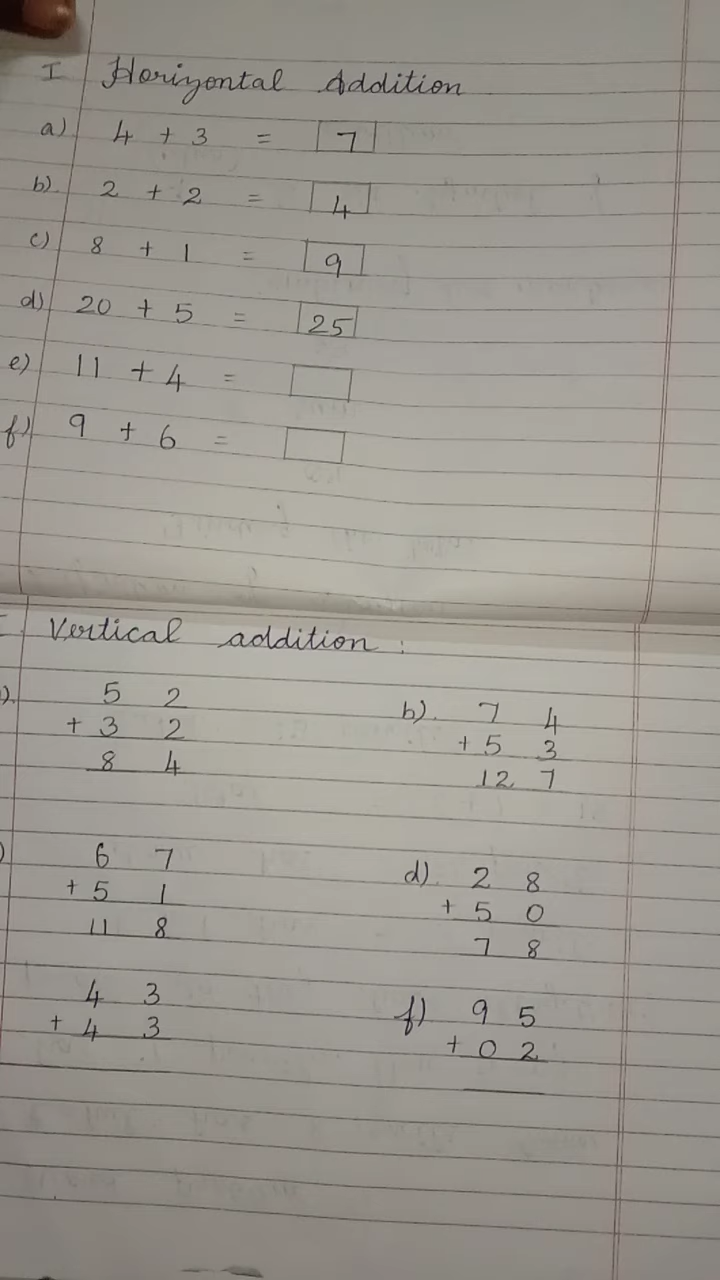 I Horizontal Addition
a) 4 + 3 = 7
b) 2 + 2 = 4
c) 8 + 1 = 9
d) 20 + 5 = 25
e) 11 + 4 =
f) 9 + 6 =
Vertical addition :
5 2
+ 3 2
8 4
b). 7 4
+ 5 3
12 7
6 7
+ 5 1
11 8
d). 2 8
+ 5 0
7 8
4 3
+ 4 3
f) 9 5
+ 0 2